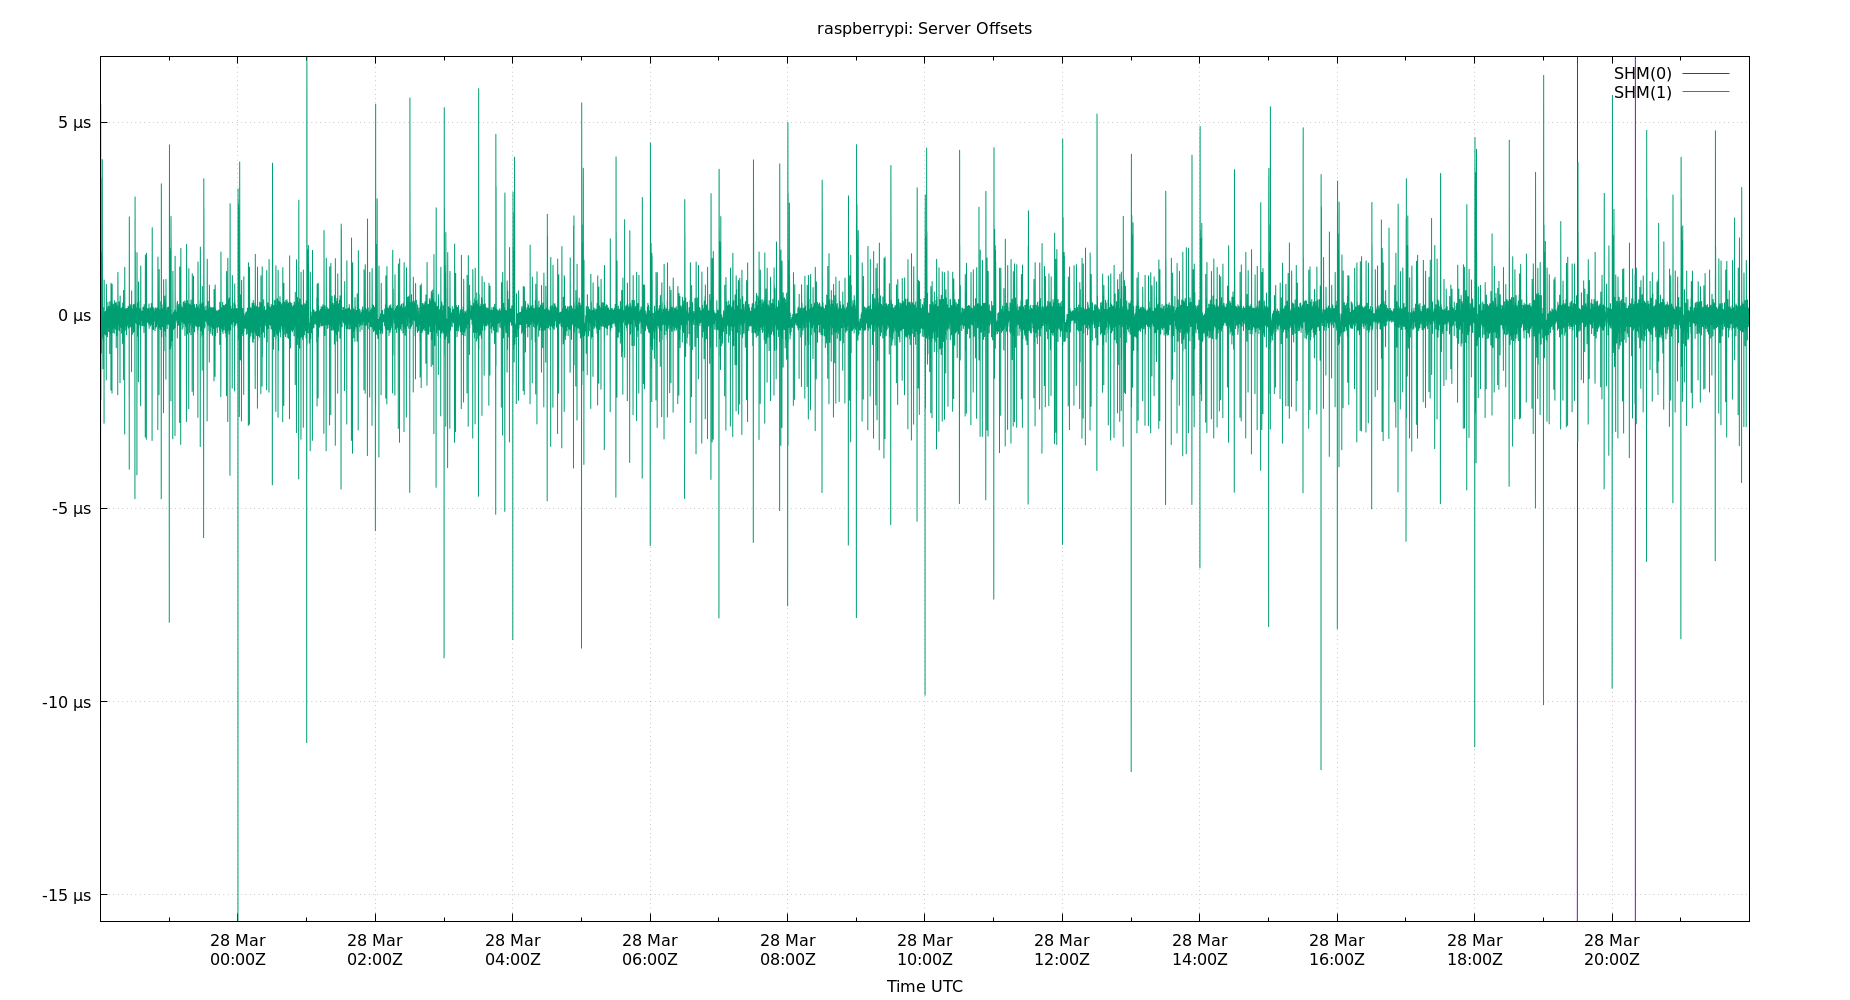 raspberrypi: Server Offsets
SHM(0)
SHM(1)
5 µs
0 µs
-5 µs
-10 µs
-15 µs
28 Mar 28 Mar 28 Mar 28 Mar 28 Mar 28 Mar 28 Mar 28 Mar 28 Mar 28 Mar 28 Mar
00:00Z 02:00Z 04:00Z 06:00Z 08:00Z 10:00Z 12:00Z 14:00Z 16:00Z 18:00Z 20:00Z
Time UTC